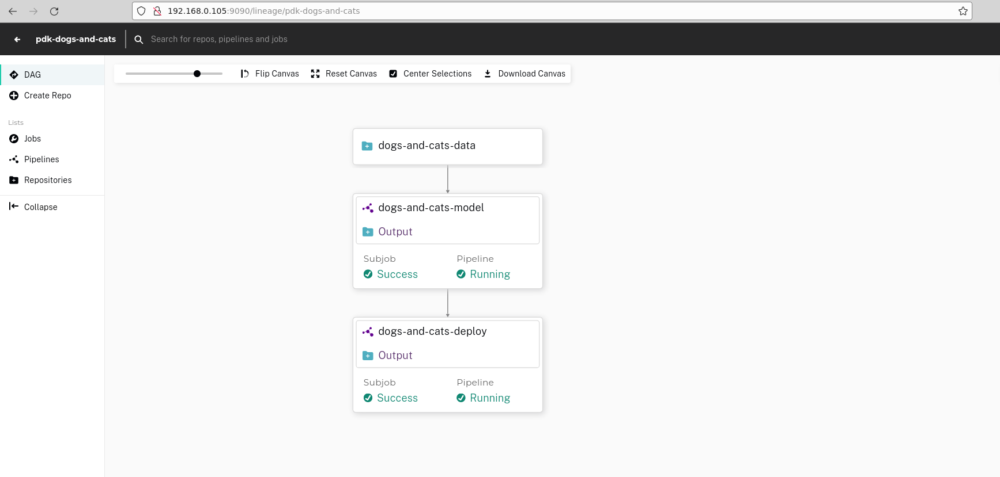 192.168.0.105:9090/lineage/pdk-dogs-and-cats
pdk-dogs-and-cats
Search for repos, pipelines and jobs
DAG
Create Repo
Lists
Jobs
Pipelines
Repositories
Collapse
Flip Canvas Reset Canvas Center Selections Download Canvas
dogs-and-cats-data
dogs-and-cats-model
Output
Subjob Pipeline
Success Running
dogs-and-cats-deploy
Output
Subjob Pipeline
Success Running